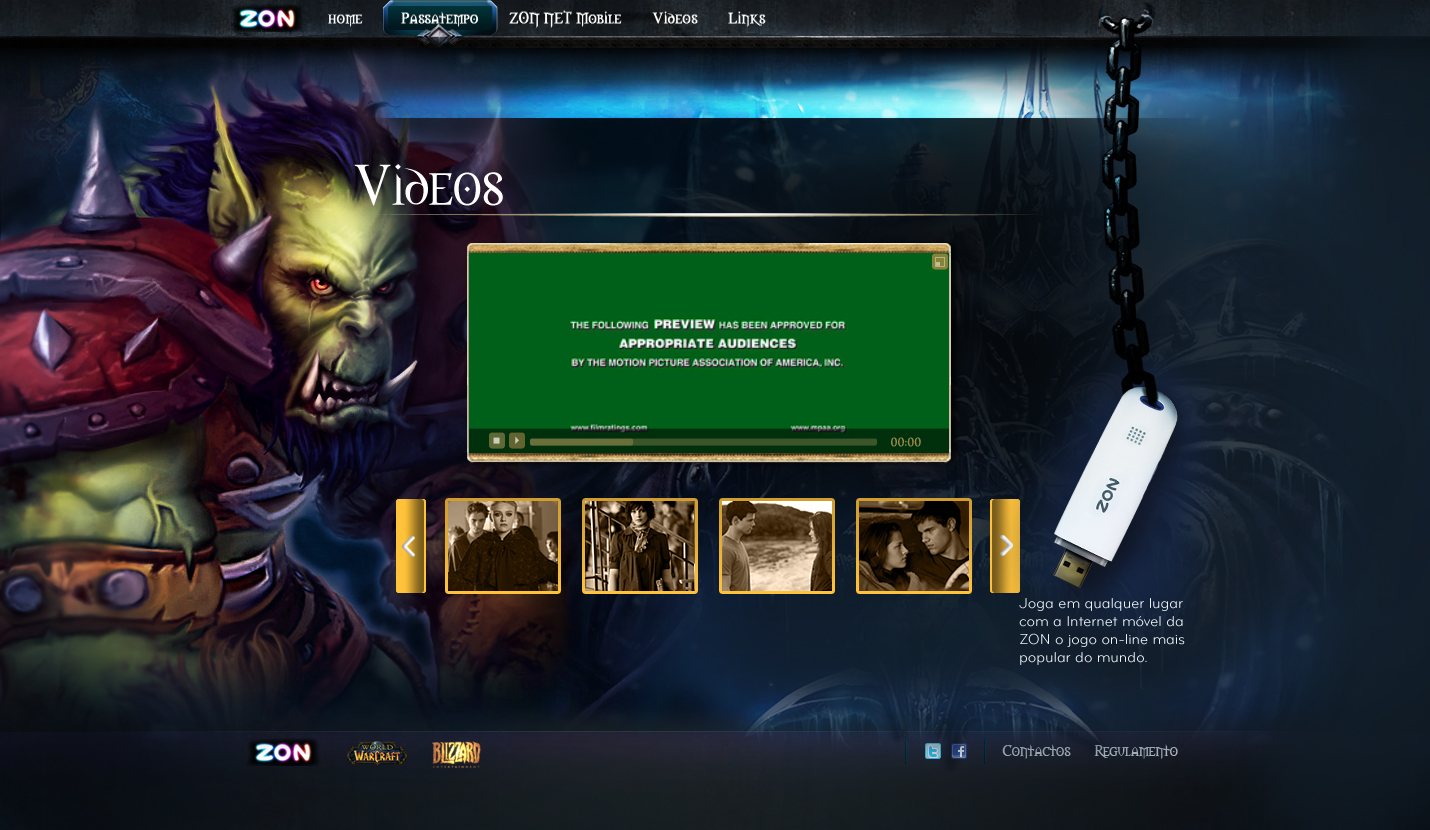 ZON
HOME
Passatempo
ZON NET Mobile
Videos
Links
Videos
THE FOLLOWING PREVIEW HAS BEEN APPROVED FOR
APPROPRIATE AUDIENCES
BY THE MOTION PICTURE ASSOCIATION OF AMERICA, INC.
www.filmratings.com
www.mpaa.org
00:00
ZON
Joga em qualquer lugar
com a Internet móvel da
ZON o jogo on-line mais
popular do mundo.
ZON
WORLD
OF
WARCRAFT
BLIZZARD
ENTERTAINMENT
Contactos
Regulamento